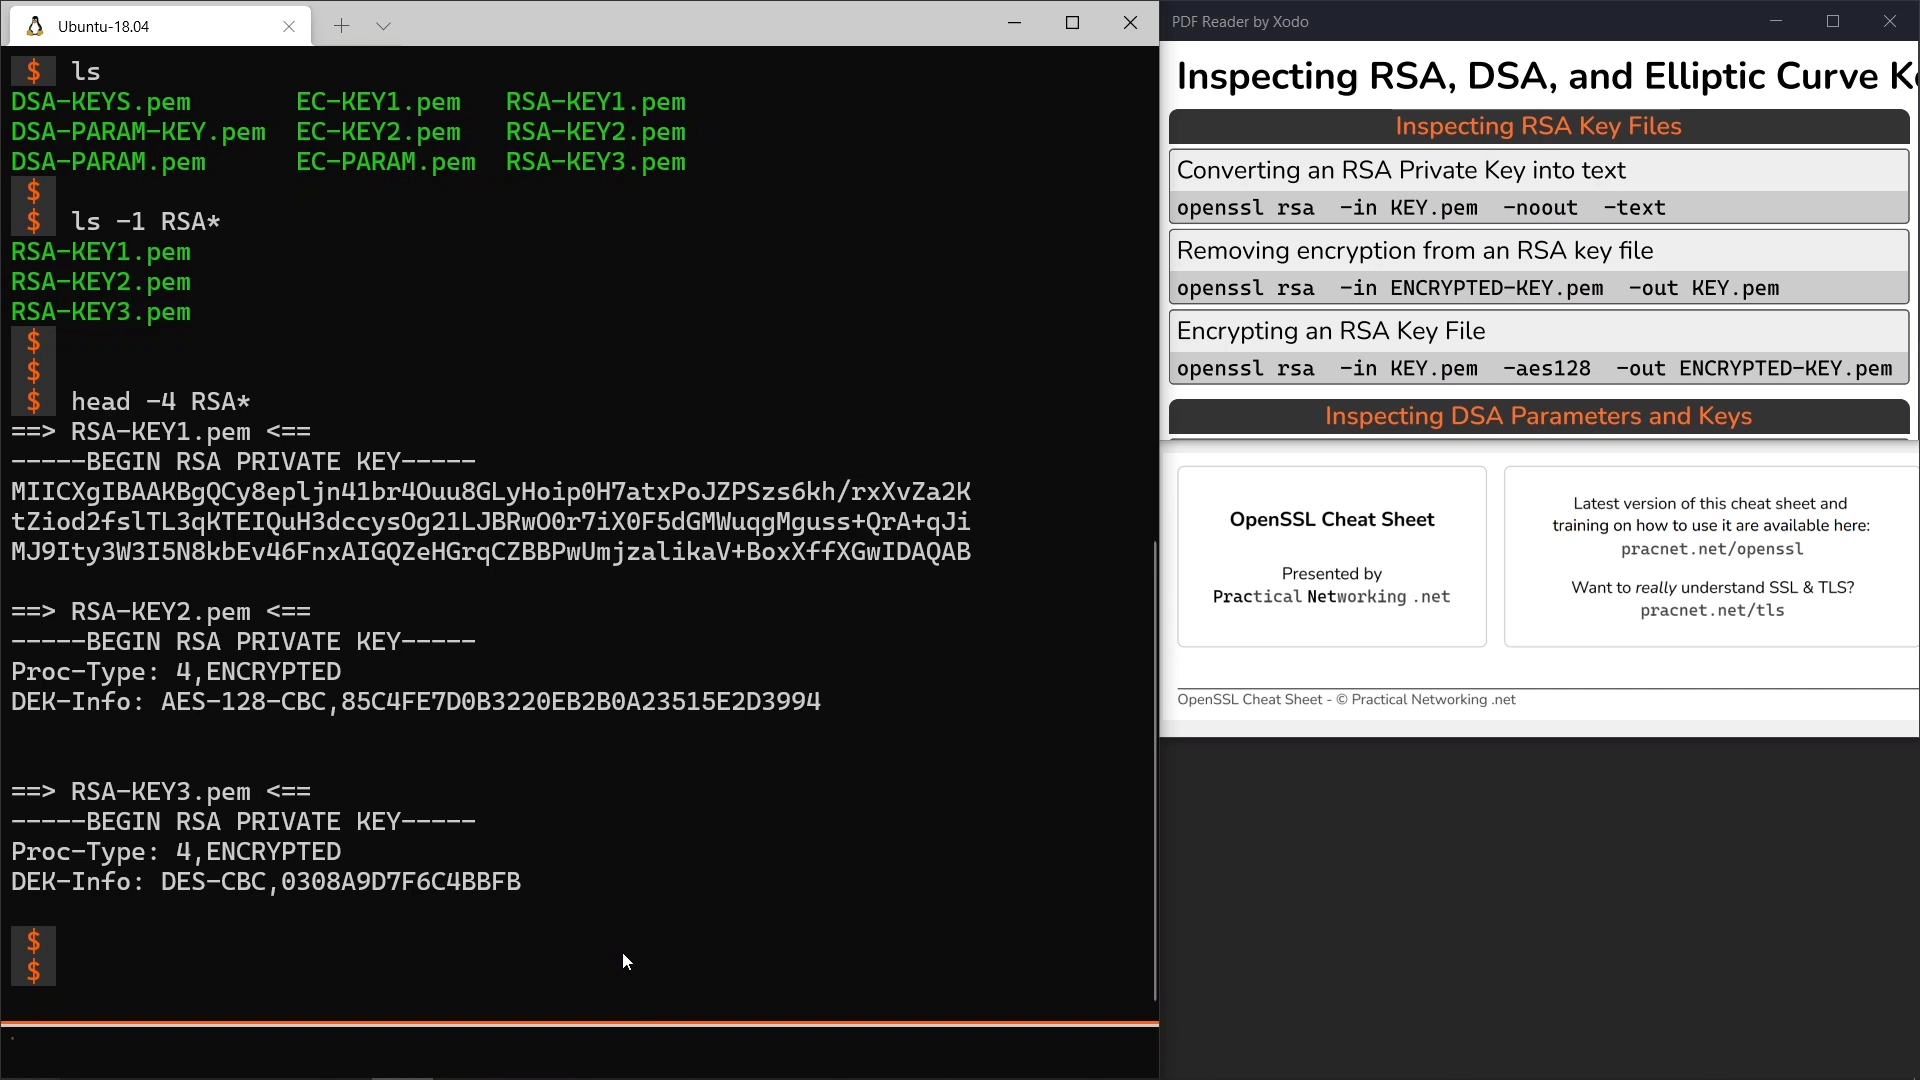 Ubuntu-18.04
$ ls
DSA-KEYS.pem EC-KEY1.pem RSA-KEY1.pem
DSA-PARAM-KEY.pem EC-KEY2.pem RSA-KEY2.pem
DSA-PARAM.pem EC-PARAM.pem RSA-KEY3.pem
$
$ ls -1 RSA*
RSA-KEY1.pem
RSA-KEY2.pem
RSA-KEY3.pem
$
$
$ head -4 RSA*
==> RSA-KEY1.pem <==
-----BEGIN RSA PRIVATE KEY-----
MIICXgIBAAKBgQCy8epljn41br4Ouu8GLyHoip0H7atxPoJZPSzs6kh/rxXvZa2K
tZiod2fslTL3qKTEIQuH3dccysOg21LJBRwO0r7iX0F5dGMWuqgMguss+QrA+qJi
MJ9Ity3W3I5N8kbEv46FnxAIGQZeHGrqCZBBPwUmjzalikaV+BoxXffXGwIDAQAB
==> RSA-KEY2.pem <==
-----BEGIN RSA PRIVATE KEY-----
Proc-Type: 4,ENCRYPTED
DEK-Info: AES-128-CBC,85C4FE7D0B3220EB2B0A23515E2D3994
==> RSA-KEY3.pem <==
-----BEGIN RSA PRIVATE KEY-----
Proc-Type: 4,ENCRYPTED
DEK-Info: DES-CBC,0308A9D7F6C4BBFB
$
$
PDF Reader by Xodo
Inspecting RSA, DSA, and Elliptic Curve
Inspecting RSA Key Files
Converting an RSA Private Key into text
openssl rsa -in KEY.pem -noout -text
Removing encryption from an RSA key file
openssl rsa -in ENCRYPTED-KEY.pem -out KEY.pem
Encrypting an RSA Key File
openssl rsa -in KEY.pem -aes128 -out ENCRYPTED-KEY.pem
Inspecting DSA Parameters and Keys
OpenSSL Cheat Sheet
Presented by
Practical Networking .net
Latest version of this cheat sheet and
training on how to use it are available here:
pracnet.net/openssl
Want to really understand SSL & TLS?
pracnet.net/tls
OpenSSL Cheat Sheet - © Practical Networking .net